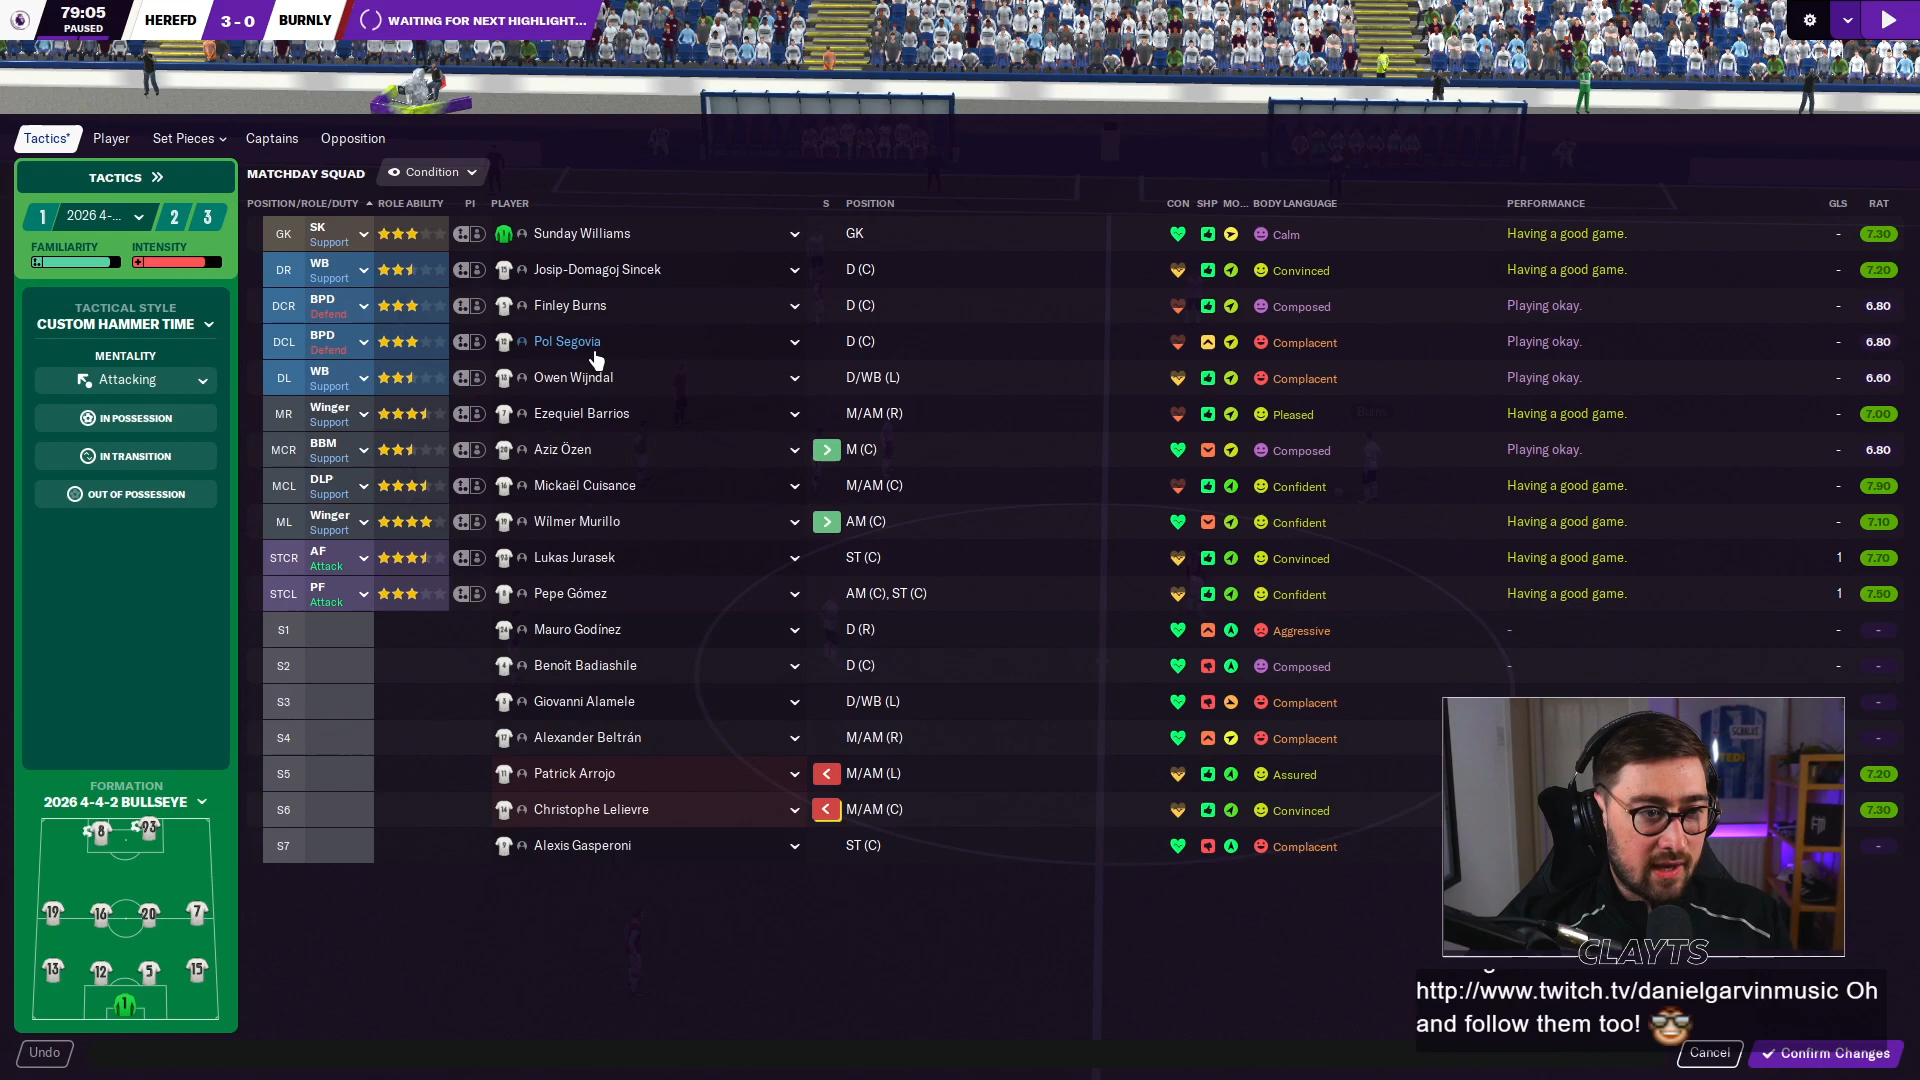 79:05
PAUSED
HEREFD
3 - 0
BURNLY
WAITING FOR NEXT HIGHLIGHT...
Tactics*
Player
Set Pieces
Captains
Opposition
TACTICS
1
2026 4-...
2
3
FAMILIARITY
INTENSITY
TACTICAL STYLE
CUSTOM HAMMER TIME
MENTALITY
Attacking
IN POSSESSION
IN TRANSITION
OUT OF POSSESSION
FORMATION
2026 4-4-2 BULLSEYE
8 93
19 16 20 7
13 12 5 15
1
MATCHDAY SQUAD
Condition
POSITION/ROLE/DUTY ROLE ABILITY PI PLAYER S POSITION CON SHP MO... BODY LANGUAGE PERFORMANCE GLS RAT
GK SK Support Sunday Williams GK Calm Having a good game. - 7.30
DR WB Support Josip-Domagoj Sincek D (C) Convinced Having a good game. - 7.20
DCR BPD Defend Finley Burns D (C) Composed Playing okay. - 6.80
DCL BPD Defend Pol Segovia D (C) Complacent Playing okay. - 6.80
DL WB Support Owen Wijndal D/WB (L) Complacent Playing okay. - 6.60
MR Winger Support Ezequiel Barrios M/AM (R) Pleased Having a good game. - 7.00
MCR BBM Support Aziz Özen M (C) Composed Playing okay. - 6.80
MCL DLP Support Mickaël Cuisance M/AM (C) Confident Having a good game. - 7.90
ML Winger Support Wílmer Murillo AM (C) Confident Having a good game. - 7.10
STCR AF Attack Lukas Jurasek ST (C) Convinced Having a good game. 1 7.70
STCL PF Attack Pepe Gómez AM (C), ST (C) Confident Having a good game. 1 7.50
S1 Mauro Godínez D (R) Aggressive - - -
S2 Benoît Badiashile D (C) Composed - - -
S3 Giovanni Alamele D/WB (L) Complacent -
S4 Alexander Beltrán M/AM (R) Complacent -
S5 Patrick Arrojo M/AM (L) Assured 7.20
S6 Christophe Lelievre M/AM (C) Convinced 7.30
S7 Alexis Gasperoni ST (C) Complacent -
CLAYTS
http://www.twitch.tv/danielgarvinmusic Oh
and follow them too!
Undo
Cancel
Confirm Changes